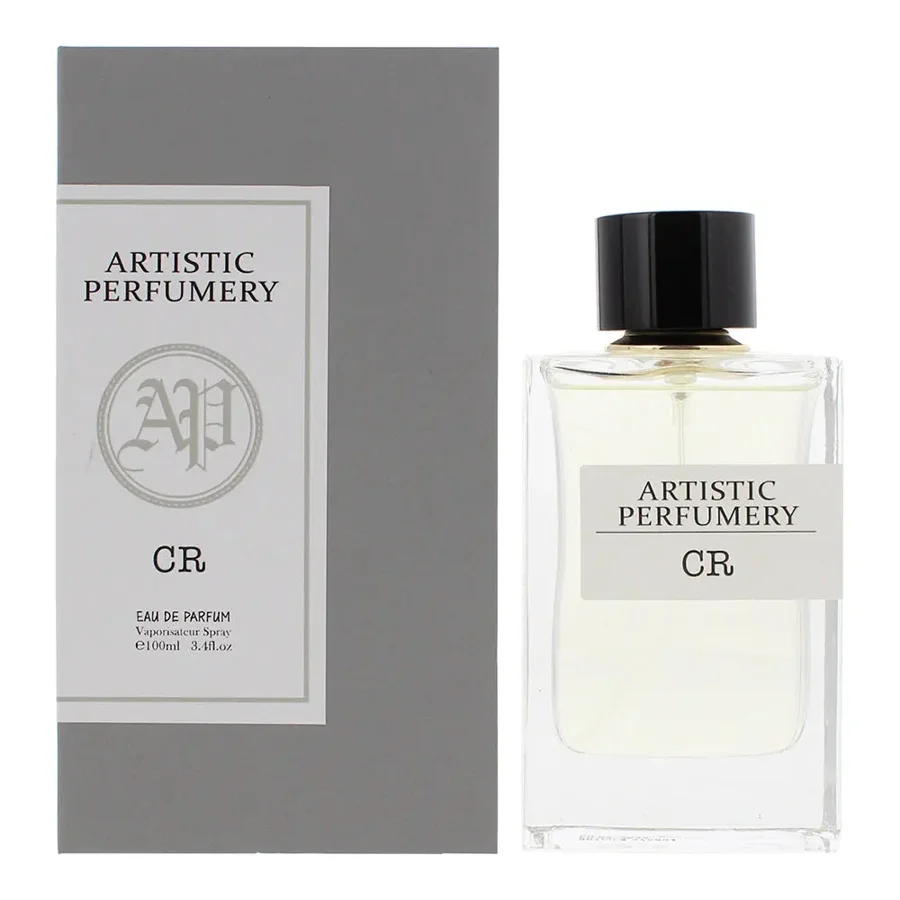 ARTISTIC
PERFUMERY
AP
CR
EAU DE PARFUM
Vaporisateur Spray
℮100ml 3.4fl.oz
ARTISTIC
PERFUMERY
CR